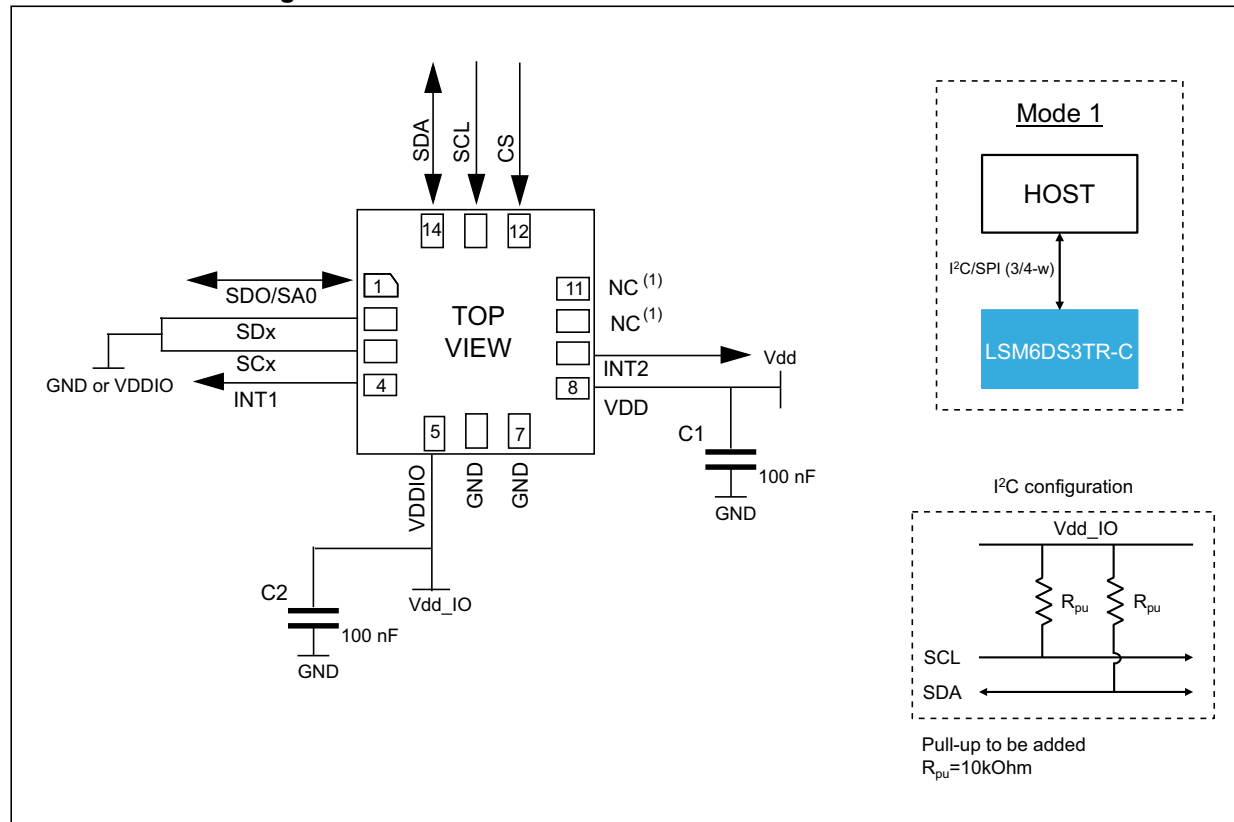 SDA
SCL
CS
14
12
1
SDO/SA0
SDx
SCx
GND or VDDIO
4
INT1
TOP
VIEW
11
NC(1)
NC(1)
INT2
Vdd
8
VDD
5
7
VDDIO
GND
GND
C1
100 nF
GND
C2
100 nF
GND
Vdd_IO
Mode 1
HOST
I²C/SPI (3/4-w)
LSM6DS3TR-C
I²C configuration
Vdd_IO
Rpu
Rpu
SCL
SDA
Pull-up to be added
Rpu=10kOhm